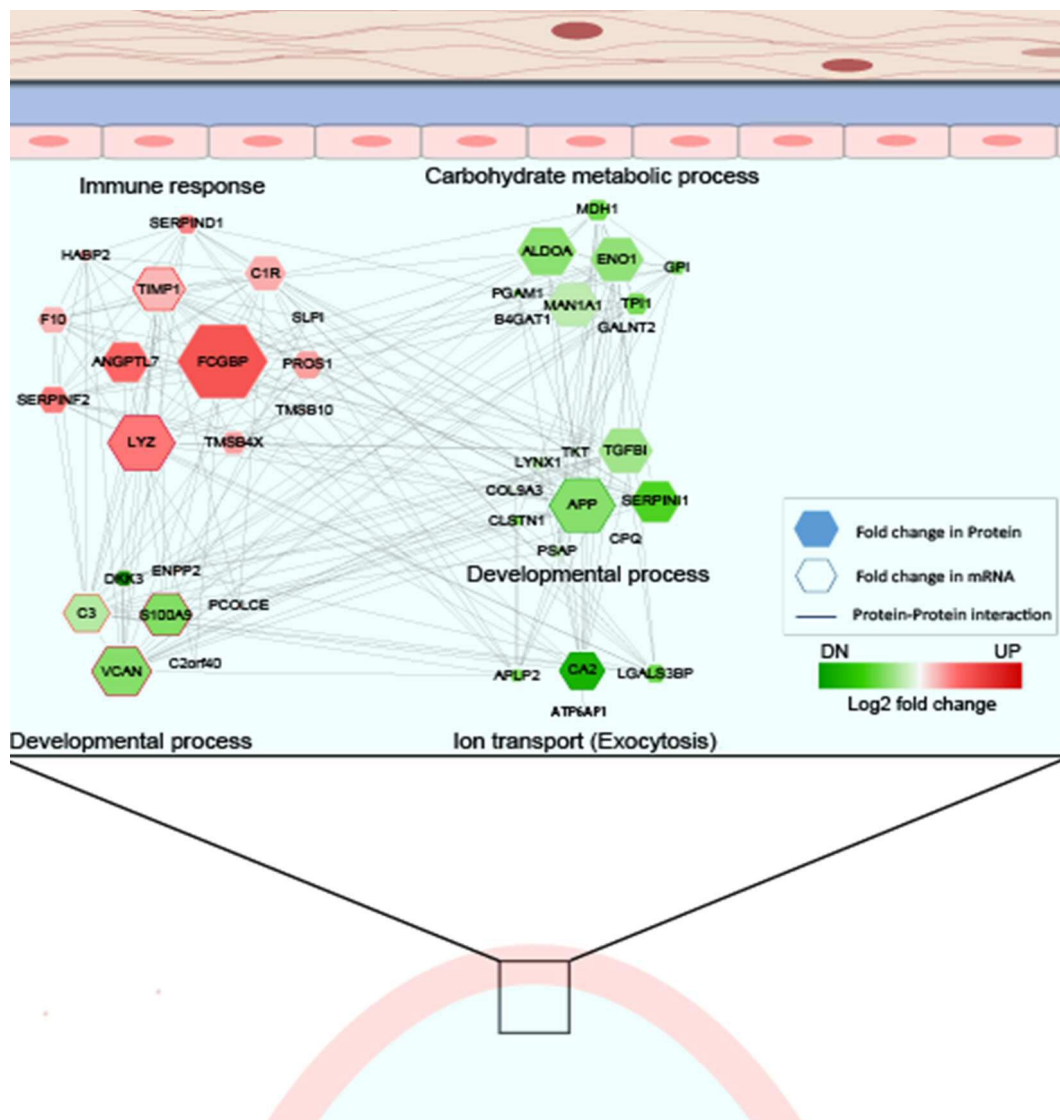 Immune response
Carbohydrate metabolic process
SERPIND1
HABP2
TIMP1
C1R
F10
SLPI
ANGPTL7
FCGBP
PROS1
SERPINF2
TMSB10
LYZ
TMSB4X
MDH1
ALDOA
ENO1
GPI
PGAM1
MAN1A1
TPI1
B4GAT1
GALNT2
TKT
TGFBI
LYNX1
COL9A3
APP
SERPINI1
CLSTN1
CPQ
PSAP
Developmental process
DKK3
ENPP2
C3
S100A9
PCOLCE
VCAN
C2orf40
APLP2
CA2
LGALS3BP
ATP6AP1
Developmental process
Ion transport (Exocytosis)
Fold change in Protein
Fold change in mRNA
Protein-Protein interaction
DN
UP
Log2 fold change